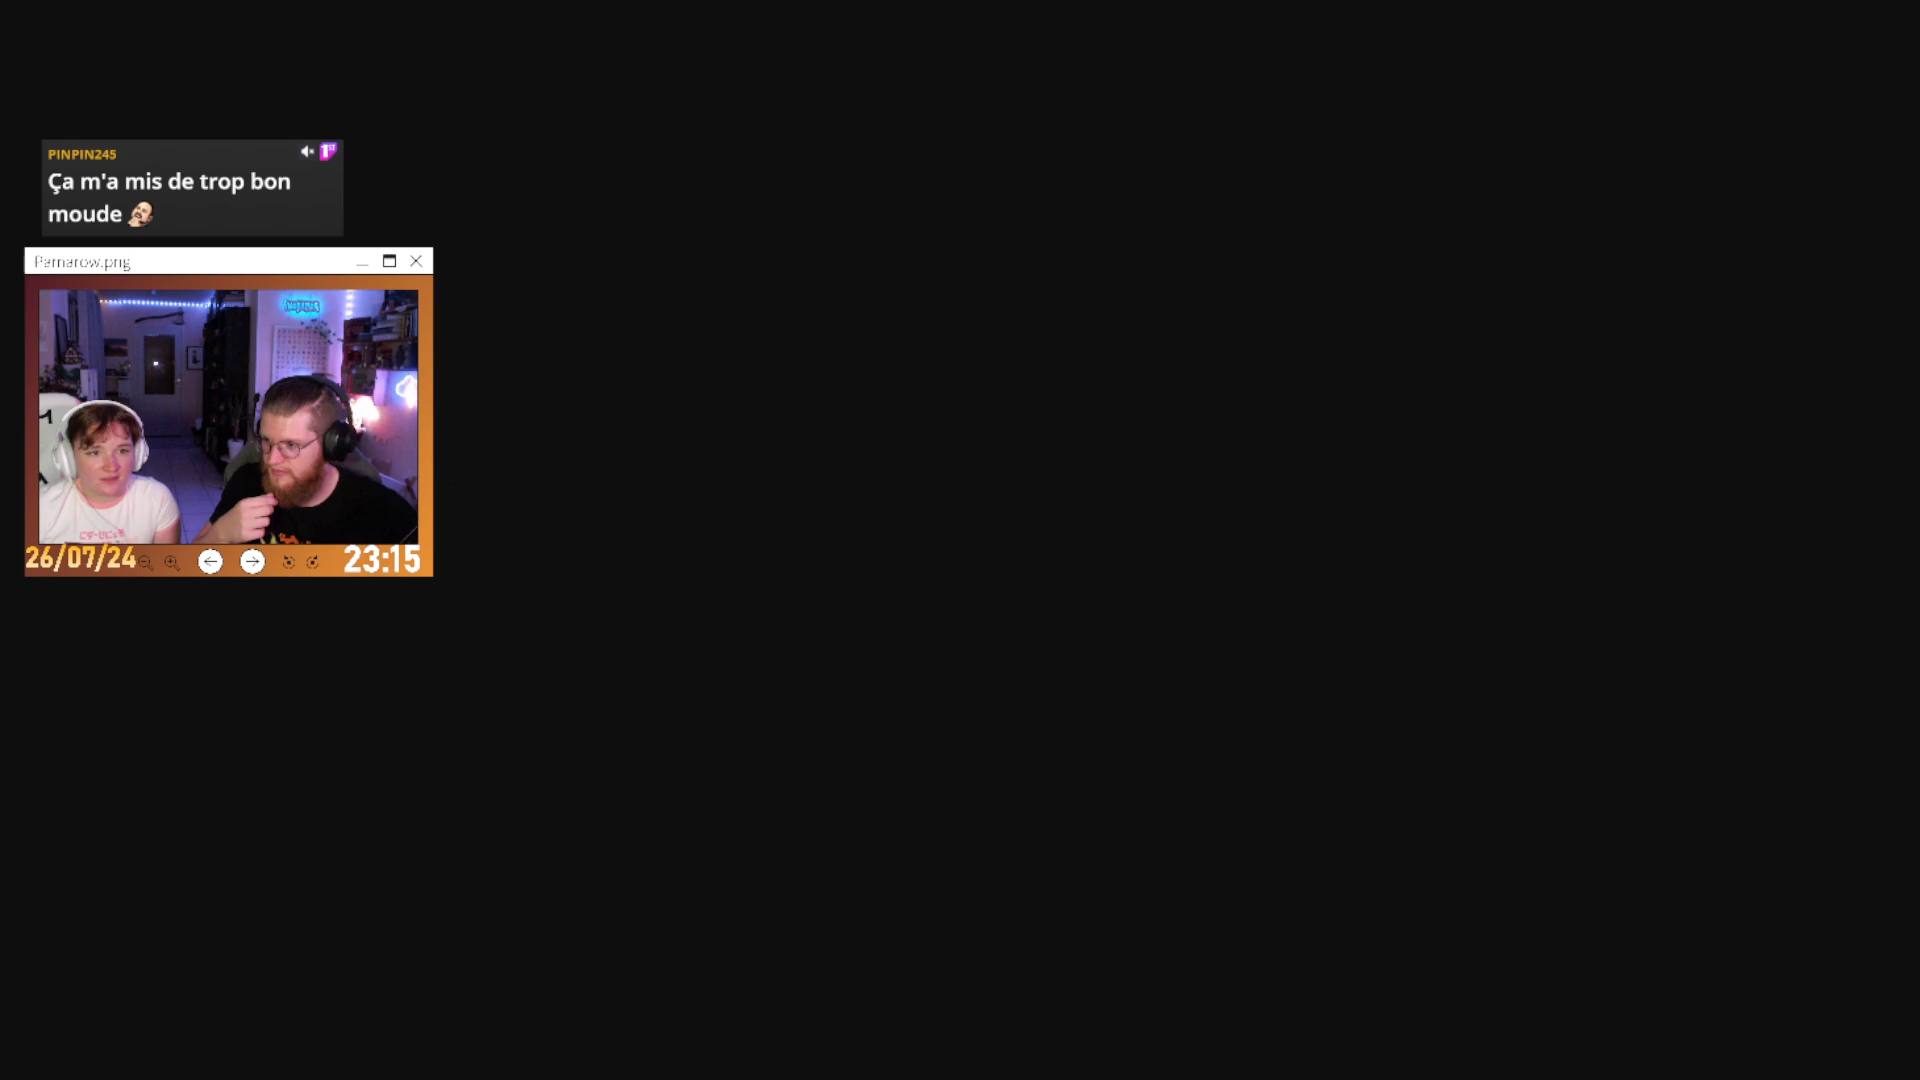 PINPIN245
Ça m'a mis de trop bon
moude
Pamarow.png
26/07/24
23:15